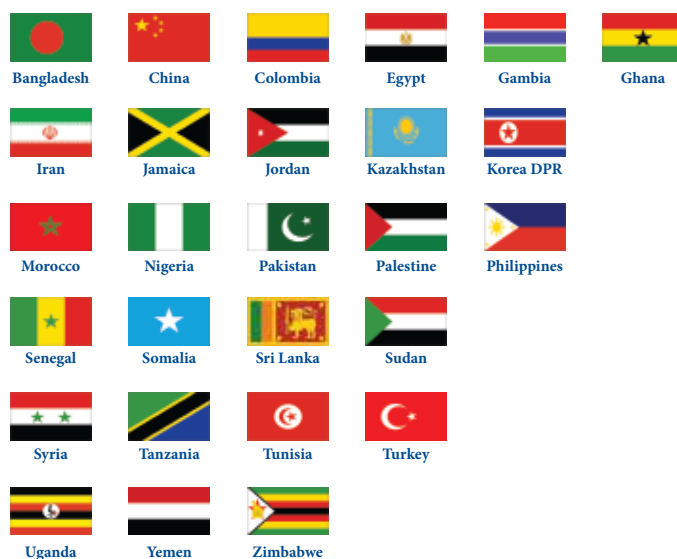 Bangladesh China Colombia Egypt Gambia Ghana
Iran Jamaica Jordan Kazakhstan Korea DPR
Morocco Nigeria Pakistan Palestine Philippines
Senegal Somalia Sri Lanka Sudan
Syria Tanzania Tunisia Turkey
Uganda Yemen Zimbabwe